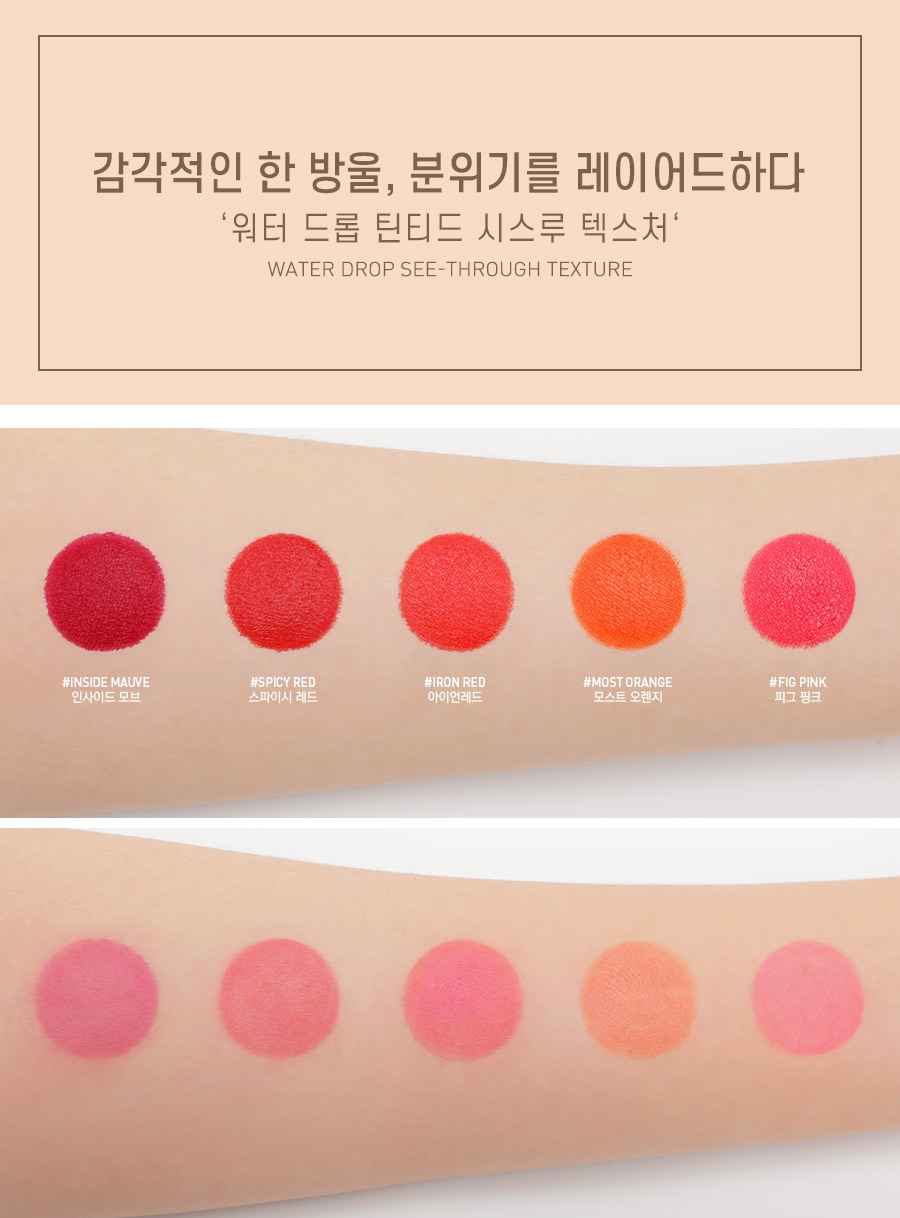 감각적인 한 방울, 분위기를 레이어드하다
‘워터 드롭 틴티드 시스루 텍스처‘
WATER DROP SEE-THROUGH TEXTURE
#INSIDE MAUVE
인사이드 모브
#SPICY RED
스파이시 레드
#IRON RED
아이언레드
#MOST ORANGE
모스트 오렌지
#FIG PINK
피그 핑크